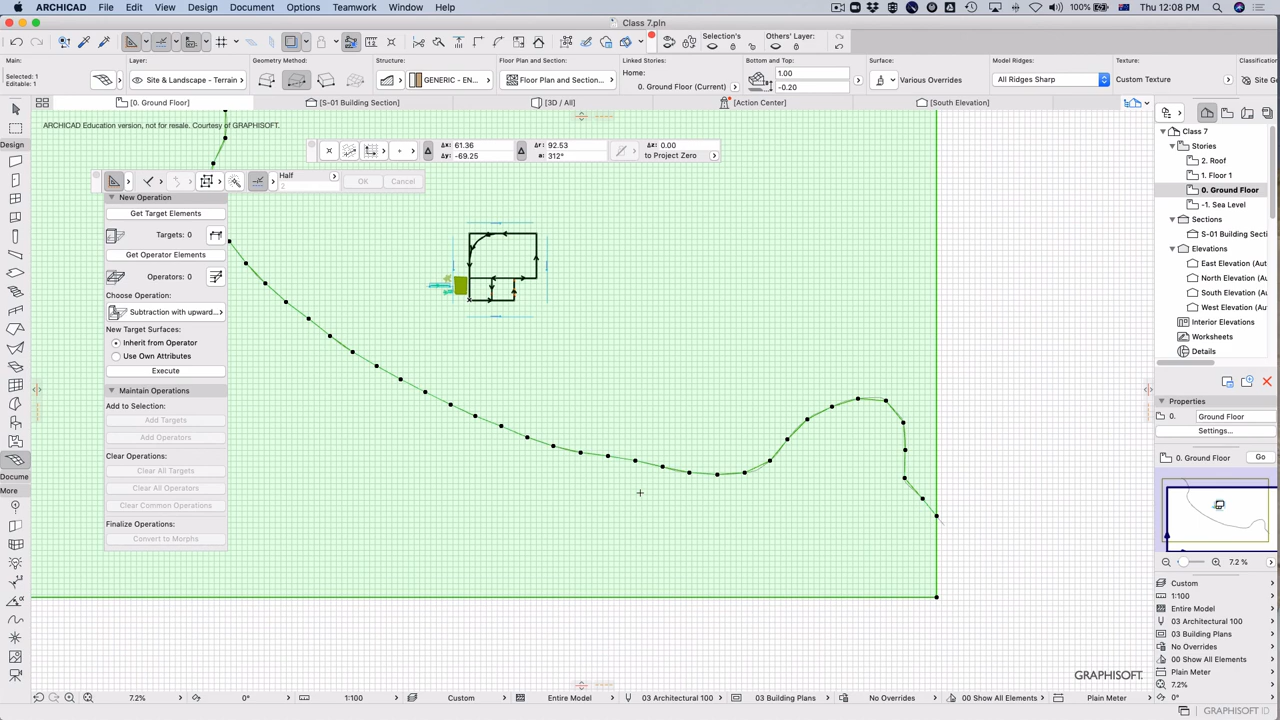 ARCHICAD File Edit View Design Document Options Teamwork Window Help 100% Thu 12:08 PM
Class 7.pln
Selection's
Others' Layer:
Layer: Geometry Method: Structure: Floor Plan and Section: Linked Stories: Bottom and Top: Surface: Model Ridges: Texture:
Selected: 1
Editable: 1
Site & Landscape - Terrain
GENERIC - EN...
Floor Plan and Section...
Home:
0. Ground Floor (Current)
1.00
-0.20
Various Overrides
All Ridges Sharp
Custom Texture
Site Ge
[0. Ground Floor]
[S-01 Building Section]
[3D / All]
[Action Center]
[South Elevation]
ARCHICAD Education version, not for resale. Courtesy of GRAPHISOFT.
Δx: 61.36
Δy: -69.25
Δr: 92.53
a: 312°
Δz: 0.00
to Project Zero
Half
2
OK
Cancel
New Operation
Get Target Elements
Targets: 0
Get Operator Elements
Operators: 0
Choose Operation:
Subtraction with upward...
New Target Surfaces:
Inherit from Operator
Use Own Attributes
Execute
Maintain Operations
Add to Selection:
Add Targets
Add Operators
Clear Operations:
Clear All Targets
Clear All Operators
Clear Common Operations
Finalize Operations:
Convert to Morphs
Design
Docume
More
Class 7
Stories
2. Roof
1. Floor 1
0. Ground Floor
-1. Sea Level
Sections
S-01 Building Secti
Elevations
East Elevation (Aut
North Elevation (Au
South Elevation (Au
West Elevation (Au
Interior Elevations
Worksheets
Details
Properties
0.
Ground Floor
Settings...
0. Ground Floor
Go
7.2 %
Custom
1:100
Entire Model
03 Architectural 100
03 Building Plans
No Overrides
00 Show All Elements
Plain Meter
7.2%
0°
GRAPHISOFT.
7.2%
0°
1:100
Custom
Entire Model
03 Architectural 100
03 Building Plans
No Overrides
00 Show All Elements
Plain Meter
GRAPHISOFT ID